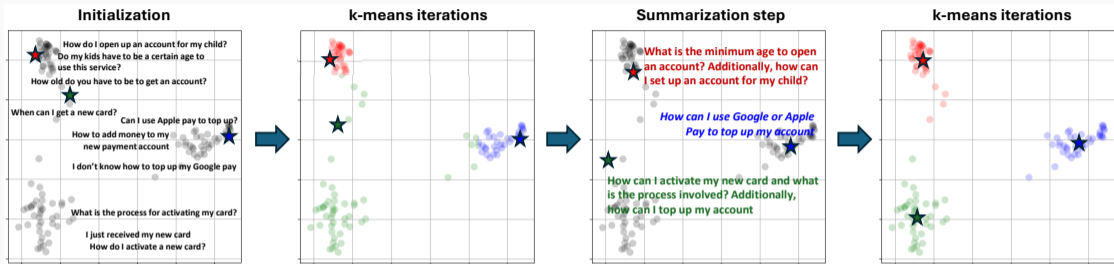 Initialization
k-means iterations
Summarization step
k-means iterations
How do I open up an account for my child?
Do my kids have to be a certain age to
use this service?
How old do you have to be to get an account?
When can I get a new card?
Can I use Apple pay to top up?
How to add money to my
new payment account
I don't know how to top up my Google pay
What is the process for activating my card?
I just received my new card
How do I activate a new card?
What is the minimum age to open
an account? Additionally, how can
I set up an account for my child?
How can I use Google or Apple
Pay to top up my account
How can I activate my new card and what
is the process involved? Additionally,
how can I top up my account